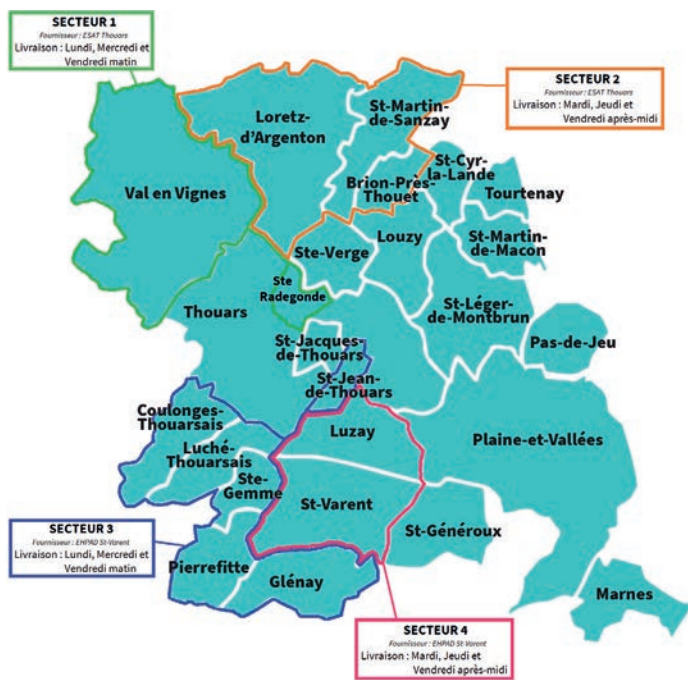 SECTEUR 1
Fournisseur : ESAT Thouars
Livraison : Lundi, Mercredi et
Vendredi matin
SECTEUR 2
Fournisseur : ESAT Thouars
Livraison : Mardi, Jeudi et
Vendredi après-midi
Loretz-
d'Argenton
St-Martin-
de-Sanzay
St-Cyr-
la-Lande
Val en Vignes
Brion-Près-
Thouet
Tourtenay
Ste-Verge
Louzy
St-Martin-
de-Macon
Ste
Radegonde
Thouars
St-Léger-
de-Montbrun
Pas-de-Jeu
St-Jacques-
de-Thouars
St-Jean-
de-Thouars
Coulonges-
Thouarsais
Luzay
Plaine-et-Vallées
Luché-
Thouarsais
Ste-
Gemme
St-Varent
St-Généroux
SECTEUR 3
Fournisseur : EHPAD St-Varent
Livraison : Lundi, Mercredi et
Vendredi matin
Pierrefitte
Glénay
Marnes
SECTEUR 4
Fournisseur : EHPAD St-Varent
Livraison : Mardi, Jeudi et
Vendredi après-midi